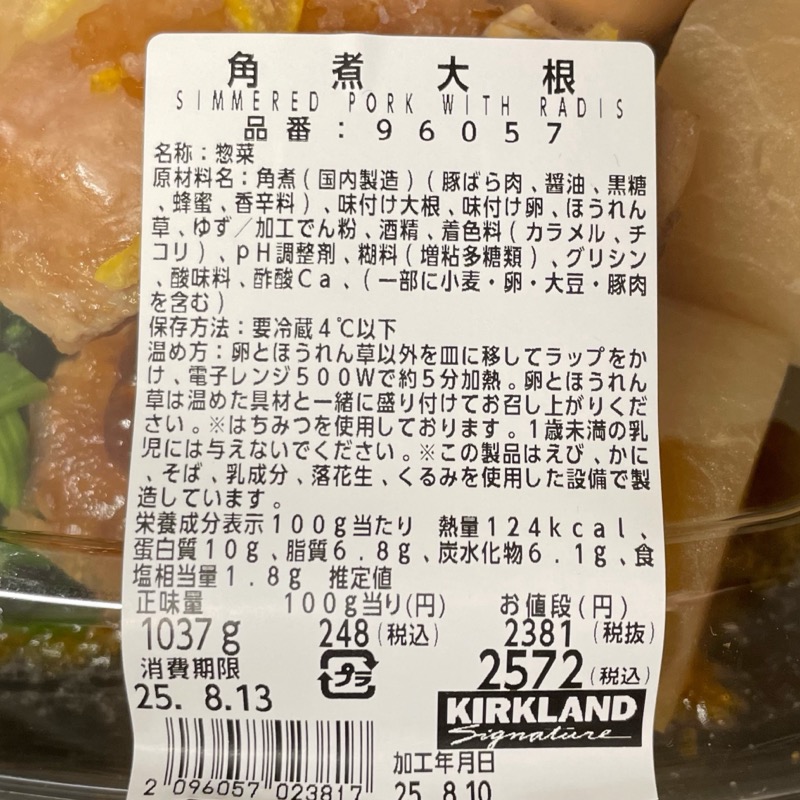 角煮大根
SIMMERED PORK WITH RADIS
品番：96057
名称：惣菜
原材料名：角煮（国内製造）（豚ばら肉、醤油、黒糖
、蜂蜜、香辛料）、味付け大根、味付け卵、ほうれん
草、ゆず／加工でん粉、酒精、着色料（カラメル、チ
コリ）、pH調整剤、糊料（増粘多糖類）、グリシン
、酸味料、酢酸Ca、（一部に小麦・卵・大豆・豚肉
を含む）
保存方法：要冷蔵4℃以下
温め方：卵とほうれん草以外を皿に移してラップをか
け、電子レンジ500Wで約5分加熱。卵とほうれん
草は温めた具材と一緒に盛り付けてお召し上がりくだ
さい。※はちみつを使用しております。1歳未満の乳
児には与えないでください。※この製品はえび、かに
、そば、乳成分、落花生、くるみを使用した設備で製
造しています。
栄養成分表示100g当たり 熱量124kcal、
蛋白質10g、脂質6.8g、炭水化物6.1g、食
塩相当量1.8g 推定値
正味量 100g当り(円) お値段(円)
1037g 248(税込) 2381(税抜)
消費期限 プラ 2572(税込)
25. 8.13
KIRKLAND
Signature
加工年月日
2 096057 023817
25. 8.10